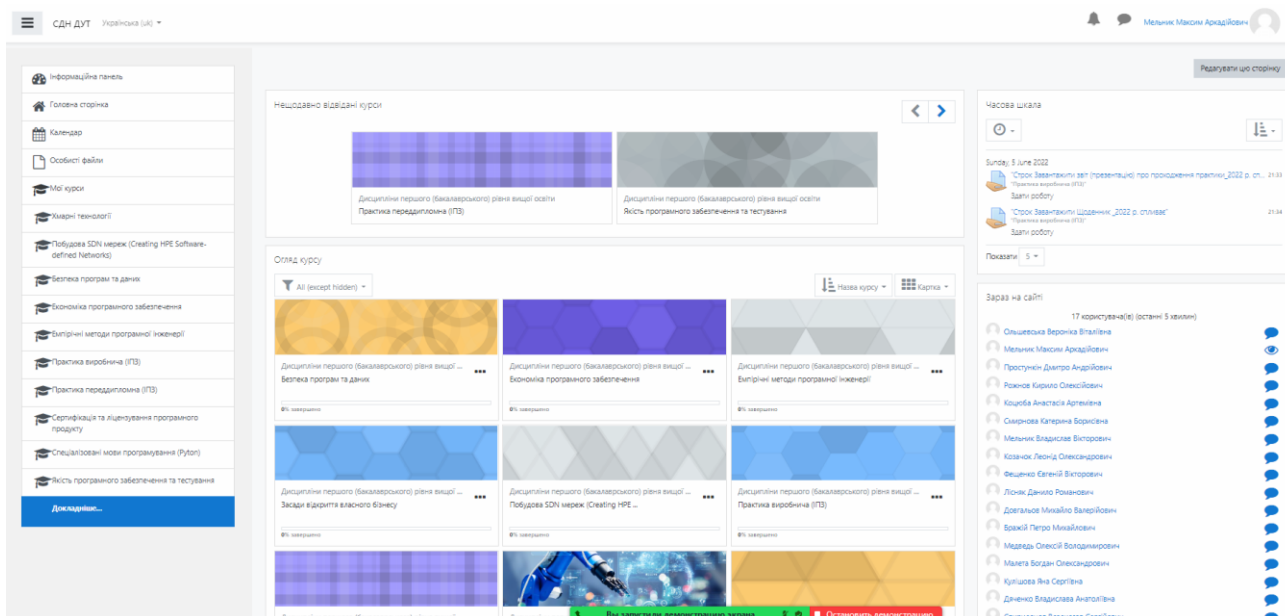 СДН ДУТ Українська (uk)
Мельник Максим Аркадійович
Редагувати цю сторінку
Інформаційна панель
Головна сторінка
Календар
Особисті файли
Мої курси
Хмарні технології
Побудова SDN мереж (Creating HPE Software-
defined Networks)
Безпека програм та даних
Економіка програмного забезпечення
Емпіричні методи програмної інженерії
Практика виробнича (ІПЗ)
Практика переддипломна (ІПЗ)
Сертифікація та ліцензування програмного
продукту
Спеціалізовані мови програмування (Pyton)
Якість програмного забезпечення та тестування
Докладніше...
Нещодавно відвідані курси
Дисципліни першого (бакалаврського) рівня вищої освіти
Практика переддипломна (ІПЗ)
Дисципліни першого (бакалаврського) рівня вищої освіти
Якість програмного забезпечення та тестування
Огляд курсу
All (except hidden)
Назва курсу
Картка
Дисципліни першого (бакалаврського) рівня вищої ...
Безпека програм та даних
0% завершено
Дисципліни першого (бакалаврського) рівня вищої ...
Економіка програмного забезпечення
0% завершено
Дисципліни першого (бакалаврського) рівня вищої ...
Емпіричні методи програмної інженерії
0% завершено
Дисципліни першого (бакалаврського) рівня вищої ...
Засади відкриття власного бізнесу
0% завершено
Дисципліни першого (бакалаврського) рівня вищої ...
Побудова SDN мереж (Creating HPE ...
0% завершено
Дисципліни першого (бакалаврського) рівня вищої ...
Практика виробнича (ІПЗ)
0% завершено
Вы запустили демонстрацию экрана
Остановить демонстрацию
Часова шкала
Sunday, 5 June 2022
"Строк Завантажити звіт (презентацію) про проходження практики_2022 р. сп... 21:33
"Практика виробнича (ІПЗ)"
Здати роботу
"Строк Завантажити Щоденник _2022 р. спливає" 21:34
"Практика виробнича (ІПЗ)"
Здати роботу
Показати 5
Зараз на сайті
17 користувача(ів) (останні 5 хвилин)
Ольшевська Вероніка Віталіївна
Мельник Максим Аркадійович
Простункін Дмитро Андрійович
Рожнов Кирило Олексійович
Коцюба Анастасія Артемівна
Смирнова Катерина Борисівна
Мельник Владислав Вікторович
Козачок Леонід Олександрович
Фещенко Євгеній Вікторович
Лісняк Данило Романович
Довгальов Михайло Валерійович
Бражій Петро Михайлович
Медведь Олексій Володимирович
Малета Богдан Олександрович
Кулішова Яна Сергіївна
Дяченко Владислава Анатоліївна